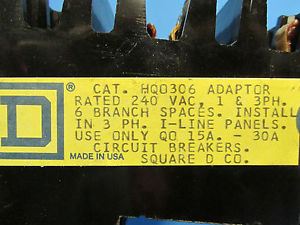 CAT. HQO306 ADAPTOR
RATED 240 VAC, 1 & 3PH.
6 BRANCH SPACES. INSTALL
IN 3 PH. I-LINE PANELS.
USE ONLY QO 15A. - 30A
CIRCUIT BREAKERS.
SQUARE D CO.
D ®
MADE IN USA